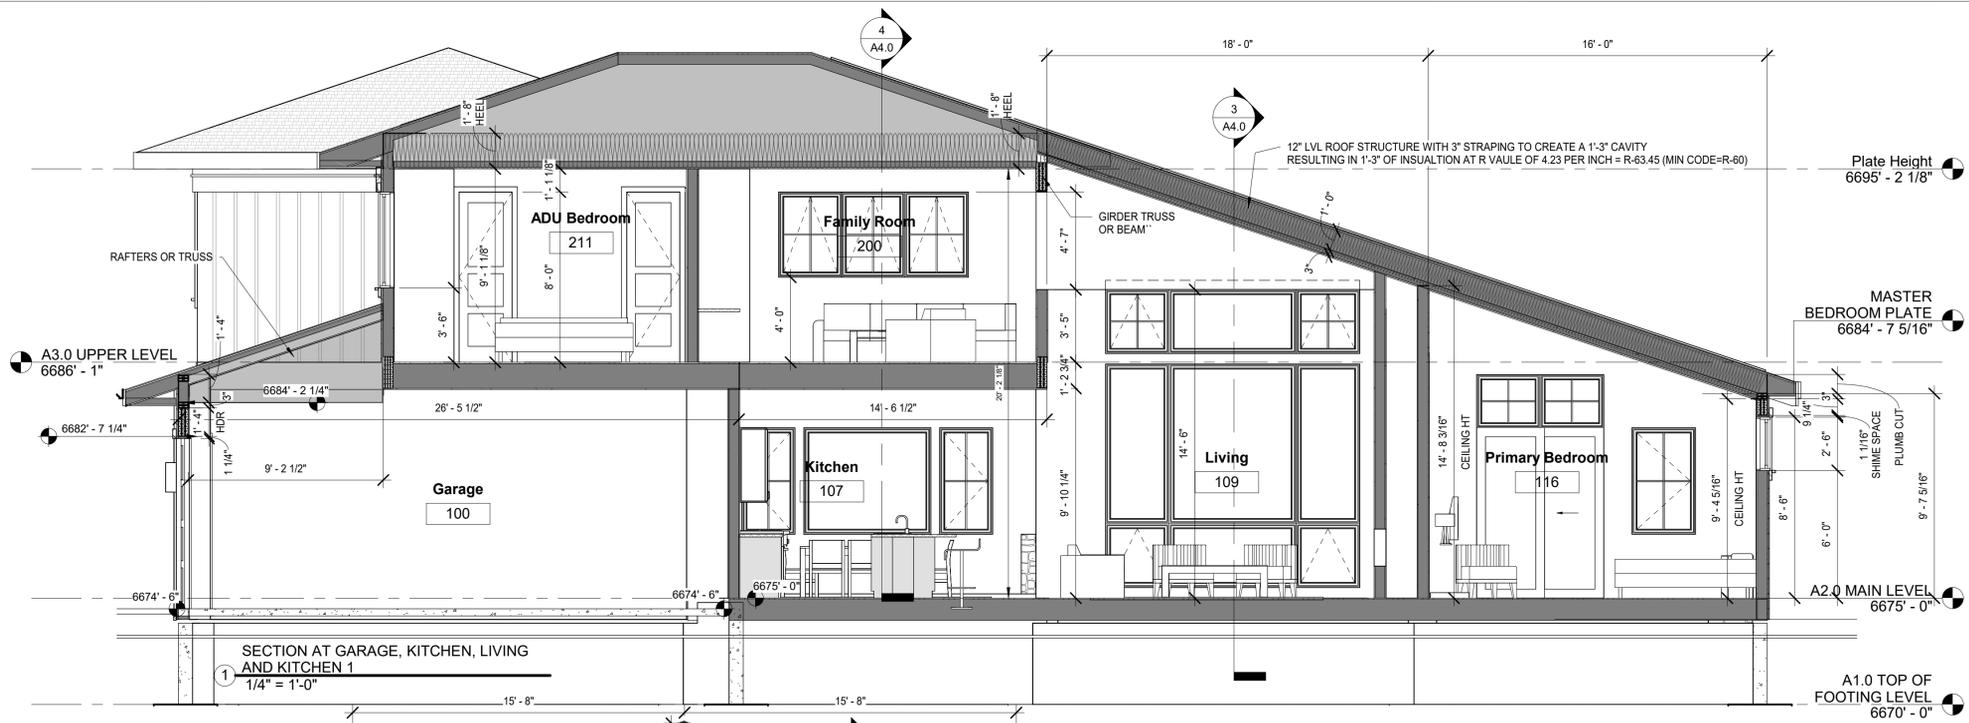 4
A4.0
18' - 0"
16' - 0"
1' - 8"
HEEL
1' - 8"
HEEL
3
A4.0
12" LVL ROOF STRUCTURE WITH 3" STRAPING TO CREATE A 1'-3" CAVITY
RESULTING IN 1'-3" OF INSUALTION AT R VAULE OF 4.23 PER INCH = R-63.45 (MIN CODE=R-60)
Plate Height
6695' - 2 1/8"
1' - 1 1/8"
ADU Bedroom
211
Family Room
200
GIRDER TRUSS
OR BEAM``
1' - 0"
3"
4' - 7"
RAFTERS OR TRUSS
9' - 1 1/8"
8' - 0"
3' - 6"
4' - 0"
3' - 5"
MASTER
BEDROOM PLATE
6684' - 7 5/16"
1' - 4"
A3.0 UPPER LEVEL
6686' - 1"
6684' - 2 1/4"
3"
26' - 5 1/2"
14' - 6 1/2"
20' - 2 1/8"
1' - 2 3/4"
6682' - 7 1/4"
1' - 4"
HDR
1 1/4"
9' - 2 1/2"
Garage
100
Kitchen
107
9' - 10 1/4"
14' - 6"
Living
109
14' - 8 3/16"
CEILING HT
Primary Bedroom
116
9' - 4 5/16"
CEILING HT
3"
9 1/4"
2' - 6"
1 1/16"
SHIME SPACE
PLUMB CUT
8' - 6"
6' - 0"
9' - 7 5/16"
6674' - 6"
6674' - 6"
6675' - 0"
A2.0 MAIN LEVEL
6675' - 0"
1
SECTION AT GARAGE, KITCHEN, LIVING
AND KITCHEN 1
1/4" = 1'-0"
15' - 8"
15' - 8"
A1.0 TOP OF
FOOTING LEVEL
6670' - 0"